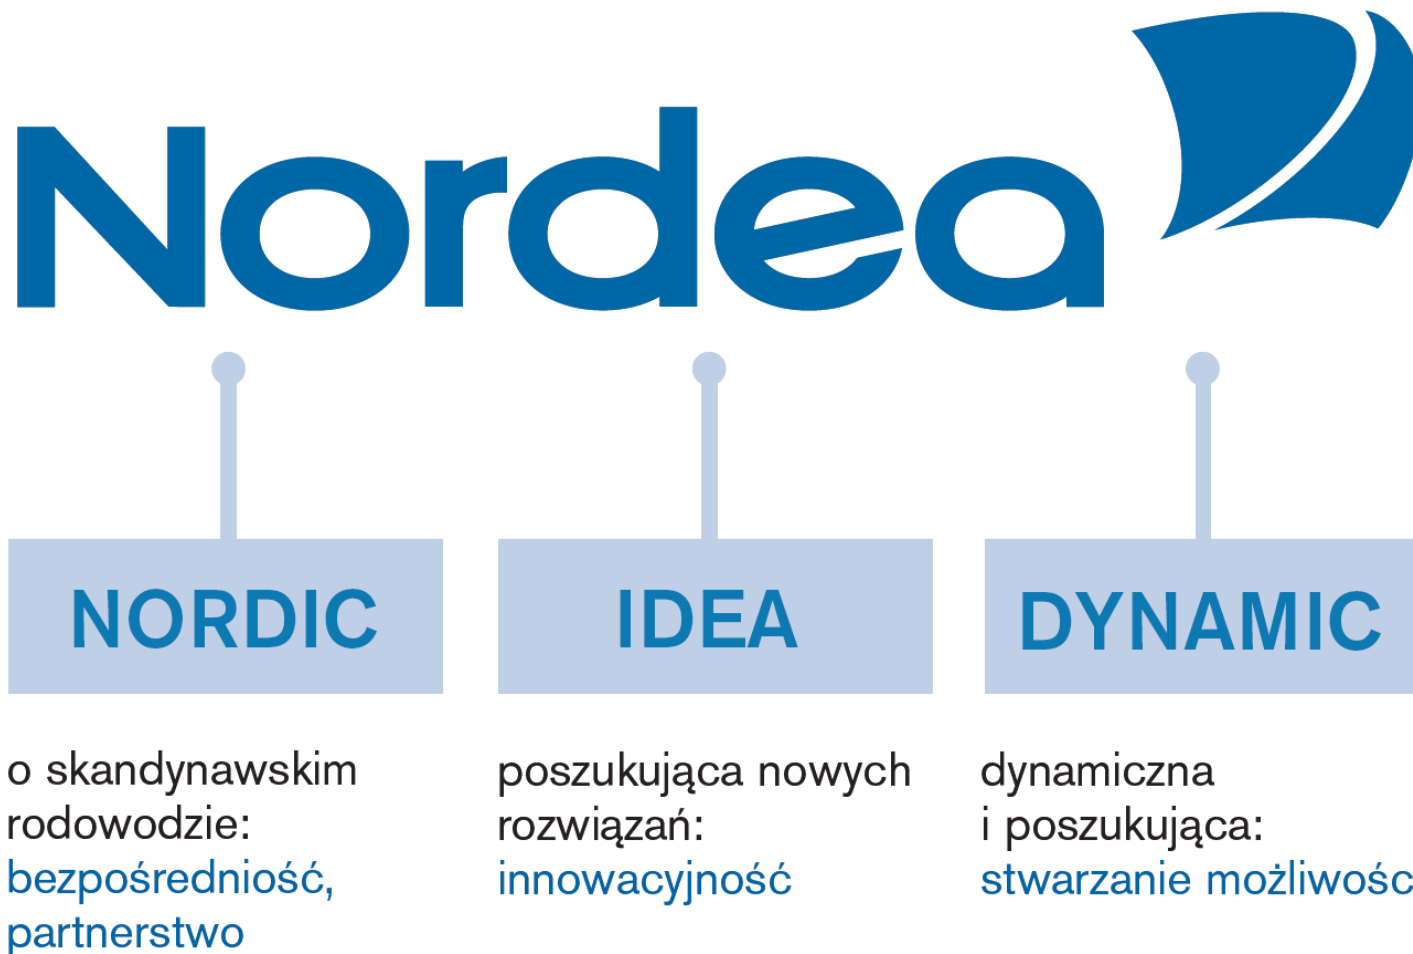 Nordea
NORDIC
IDEA
DYNAMIC
o skandynawskim
rodowodzie:
bezpośredniość,
partnerstwo
poszukująca nowych
rozwiązań:
innowacyjność
dynamiczna
i poszukująca:
stwarzanie możliwośc